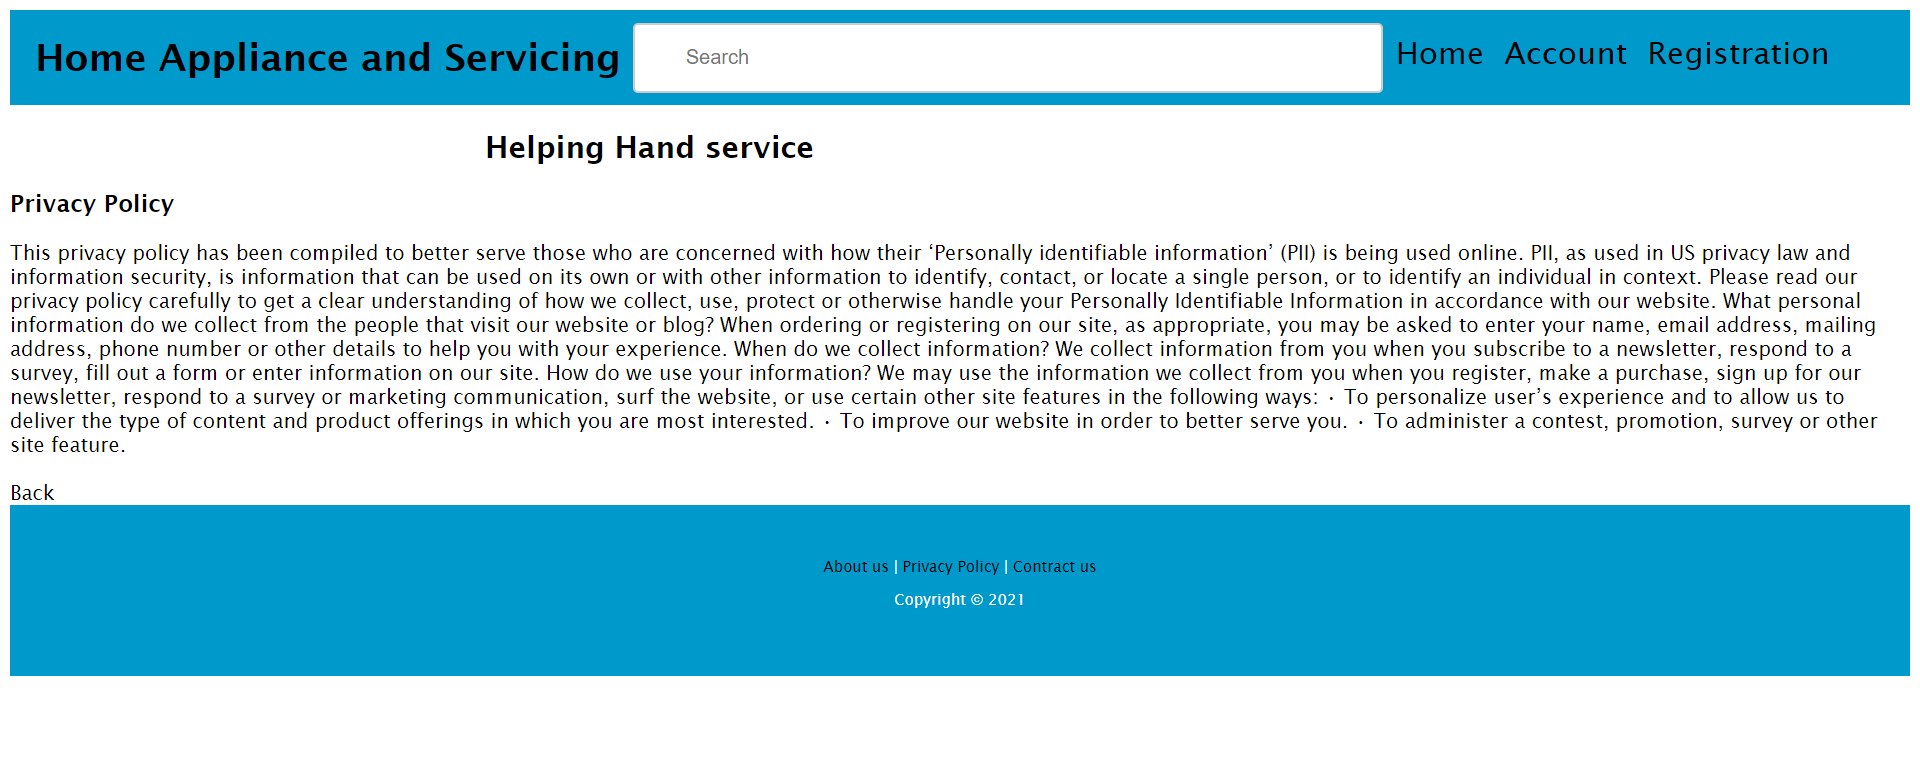 Home Appliance and Servicing Search Home Account Registration
Helping Hand service
Privacy Policy
This privacy policy has been compiled to better serve those who are concerned with how their ‘Personally identifiable information’ (PII) is being used online. PII, as used in US privacy law and
information security, is information that can be used on its own or with other information to identify, contact, or locate a single person, or to identify an individual in context. Please read our
privacy policy carefully to get a clear understanding of how we collect, use, protect or otherwise handle your Personally Identifiable Information in accordance with our website. What personal
information do we collect from the people that visit our website or blog? When ordering or registering on our site, as appropriate, you may be asked to enter your name, email address, mailing
address, phone number or other details to help you with your experience. When do we collect information? We collect information from you when you subscribe to a newsletter, respond to a
survey, fill out a form or enter information on our site. How do we use your information? We may use the information we collect from you when you register, make a purchase, sign up for our
newsletter, respond to a survey or marketing communication, surf the website, or use certain other site features in the following ways: • To personalize user’s experience and to allow us to
deliver the type of content and product offerings in which you are most interested. • To improve our website in order to better serve you. • To administer a contest, promotion, survey or other
site feature.
Back
About us | Privacy Policy | Contract us
Copyright © 2021